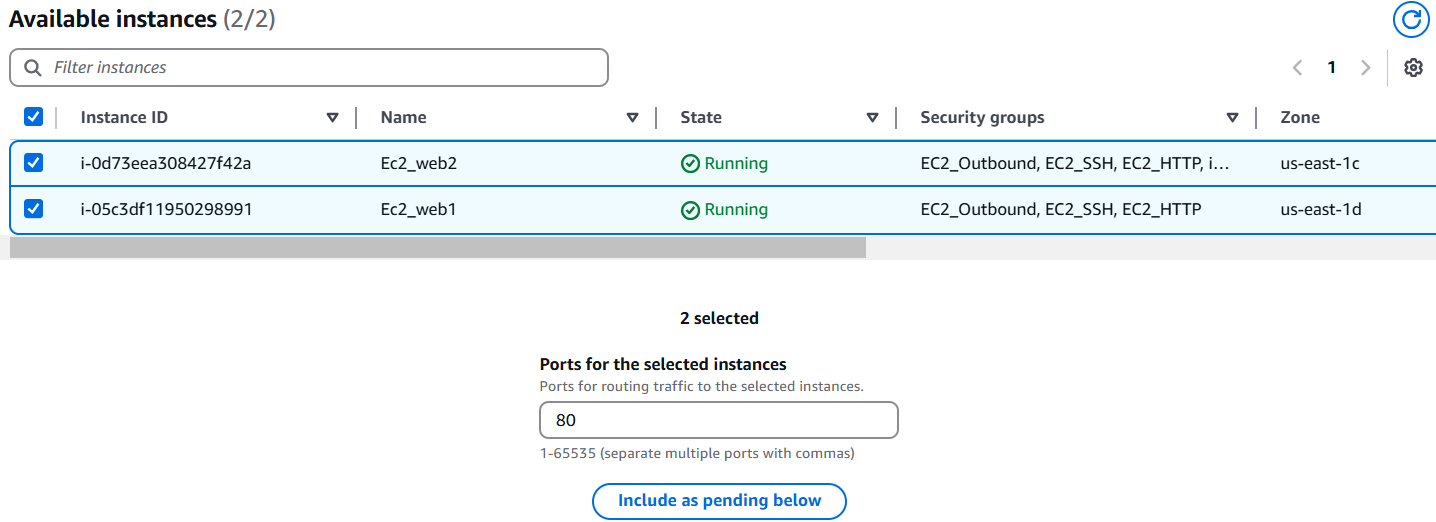 Available instances (2/2)
Filter instances
1
Instance ID Name State Security groups Zone
i-0d73eea308427f42a Ec2_web2 Running EC2_Outbound, EC2_SSH, EC2_HTTP, i... us-east-1c
i-05c3df11950298991 Ec2_web1 Running EC2_Outbound, EC2_SSH, EC2_HTTP us-east-1d
2 selected
Ports for the selected instances
Ports for routing traffic to the selected instances.
80
1-65535 (separate multiple ports with commas)
Include as pending below